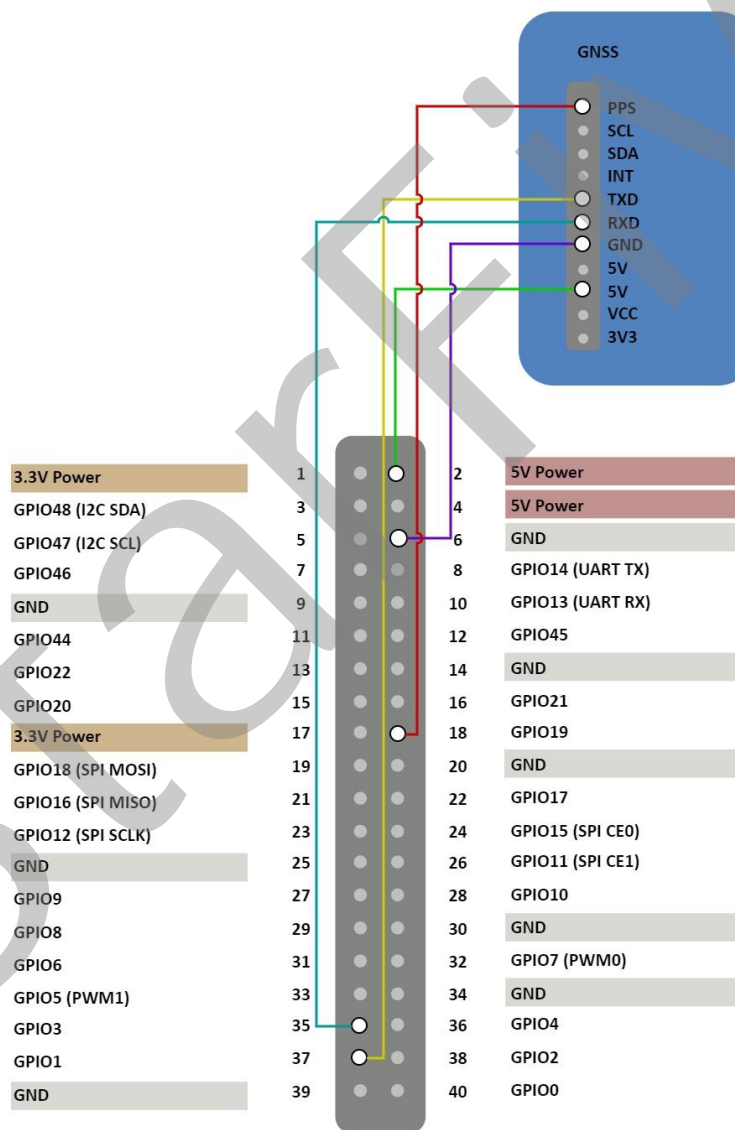 GNSS
PPS
SCL
SDA
INT
TXD
RXD
GND
5V
5V
VCC
3V3
3.3V Power 1 2 5V Power
GPIO48 (I2C SDA) 3 4 5V Power
GPIO47 (I2C SCL) 5 6 GND
GPIO46 7 8 GPIO14 (UART TX)
GND 9 10 GPIO13 (UART RX)
GPIO44 11 12 GPIO45
GPIO22 13 14 GND
GPIO20 15 16 GPIO21
3.3V Power 17 18 GPIO19
GPIO18 (SPI MOSI) 19 20 GND
GPIO16 (SPI MISO) 21 22 GPIO17
GPIO12 (SPI SCLK) 23 24 GPIO15 (SPI CE0)
GND 25 26 GPIO11 (SPI CE1)
GPIO9 27 28 GPIO10
GPIO8 29 30 GND
GPIO6 31 32 GPIO7 (PWM0)
GPIO5 (PWM1) 33 34 GND
GPIO3 35 36 GPIO4
GPIO1 37 38 GPIO2
GND 39 40 GPIO0